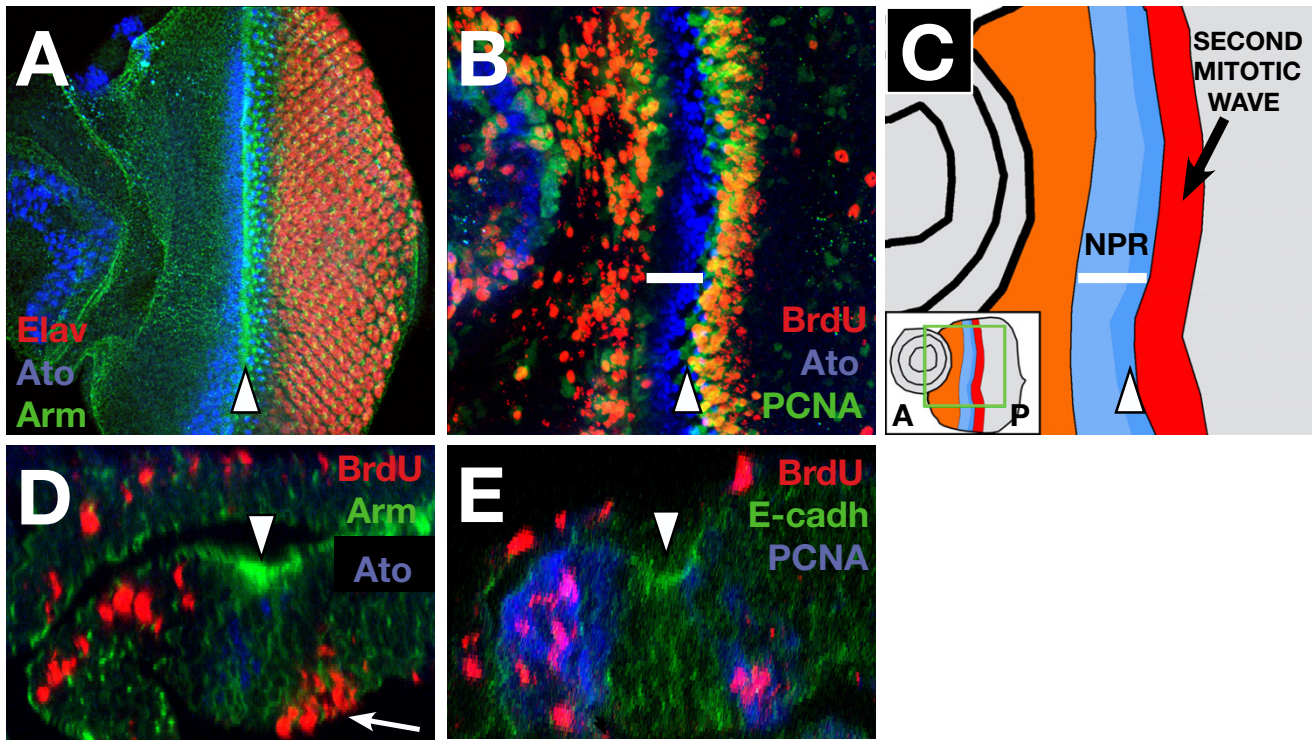 A
Elav
Ato
Arm
B
BrdU
Ato
PCNA
C
SECOND
MITOTIC
WAVE
NPR
A P
D
BrdU
Arm
Ato
E
BrdU
E-cadh
PCNA